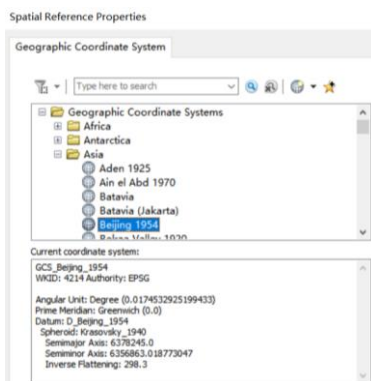 Spatial Reference Properties
Geographic Coordinate System
Type here to search
Geographic Coordinate Systems
Africa
Antarctica
Asia
Aden 1925
Ain el Abd 1970
Batavia
Batavia (Jakarta)
Beijing 1954
Current coordinate system:
GCS_Beijing_1954
WKID: 4214 Authority: EPSG
Angular Unit: Degree (0.0174532925199433)
Prime Meridian: Greenwich (0.0)
Datum: D_Beijing_1954
Spheroid: Krasovsky_1940
Semimajor Axis: 6378245.0
Semiminor Axis: 6356863.018773047
Inverse Flattening: 298.3